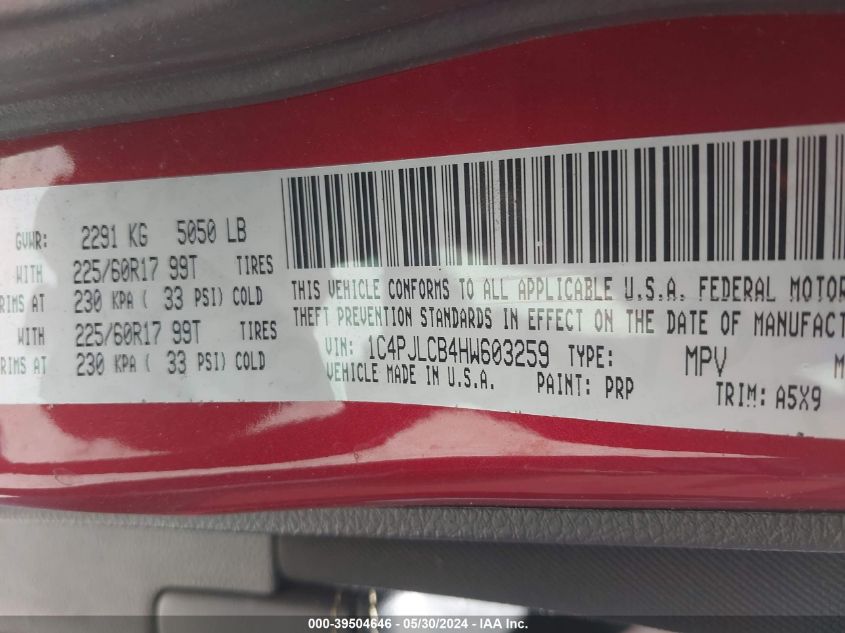 GVWR: 2291 KG 5050 LB
WITH 225/60R17 99T TIRES
RIMS AT 230 KPA ( 33 PSI) COLD
WITH 225/60R17 99T TIRES
RIMS AT 230 KPA ( 33 PSI) COLD
THIS VEHICLE CONFORMS TO ALL APPLICABLE U.S.A. FEDERAL MOTOR
THEFT PREVENTION STANDARDS IN EFFECT ON THE DATE OF MANUFACT
VIN: 1C4PJLCB4HW603259 TYPE: MPV M
VEHICLE MADE IN U.S.A. PAINT: PRP TRIM: A5X9
000-39504646 - 05/30/2024 - IAAI, Inc.